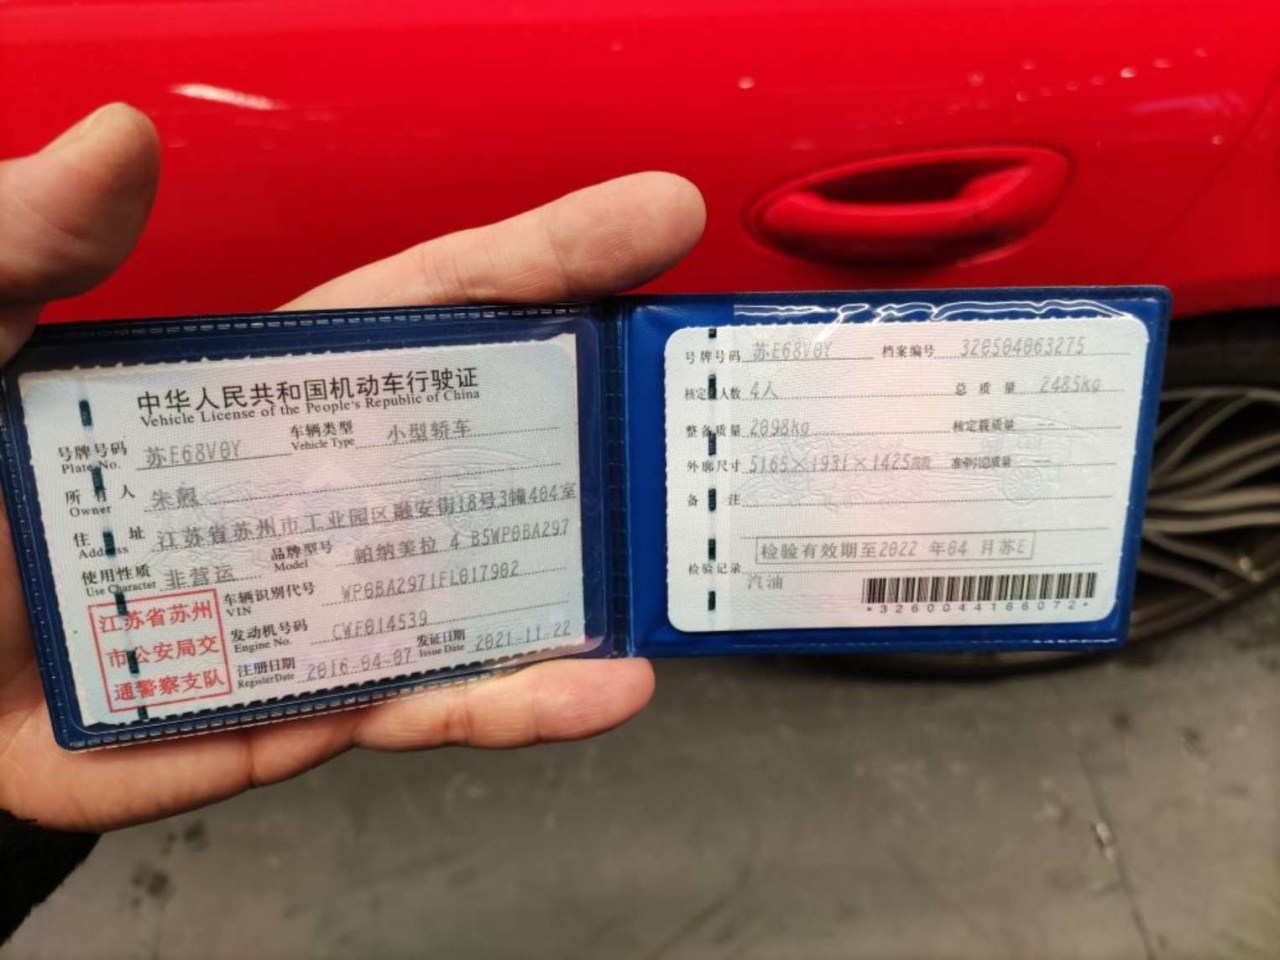 中华人民共和国机动车行驶证
Vehicle License of the People's Republic of China
号牌号码 苏E68V0Y 车辆类型 小型轿车
Plate No. Vehicle Type
所有人 朱
Owner
住址 江苏省苏州市工业园区融安街18号3幢404室
Address
使用性质 非营运 品牌型号 帕纳美拉 4 B5WP0BA297
Use Character Model
江苏省苏州
市公安局交
通警察支队
车辆识别代号 WP0BA2971FL017902
VIN
发动机号码 CWF014539
Engine No.
注册日期 2016-04-07 发证日期 2021-11-22
Register Date Issue Date
号牌号码 苏E68V0Y 档案编号 320504063275
核定人数 4人 总质量 2485kg
整备质量 2098kg 核定载质量 --
外廓尺寸 5165×1931×1425 准牵引总质量 --
备注
检验有效期至2022 年04 月苏E
检验记录
汽油
*3260044166072*